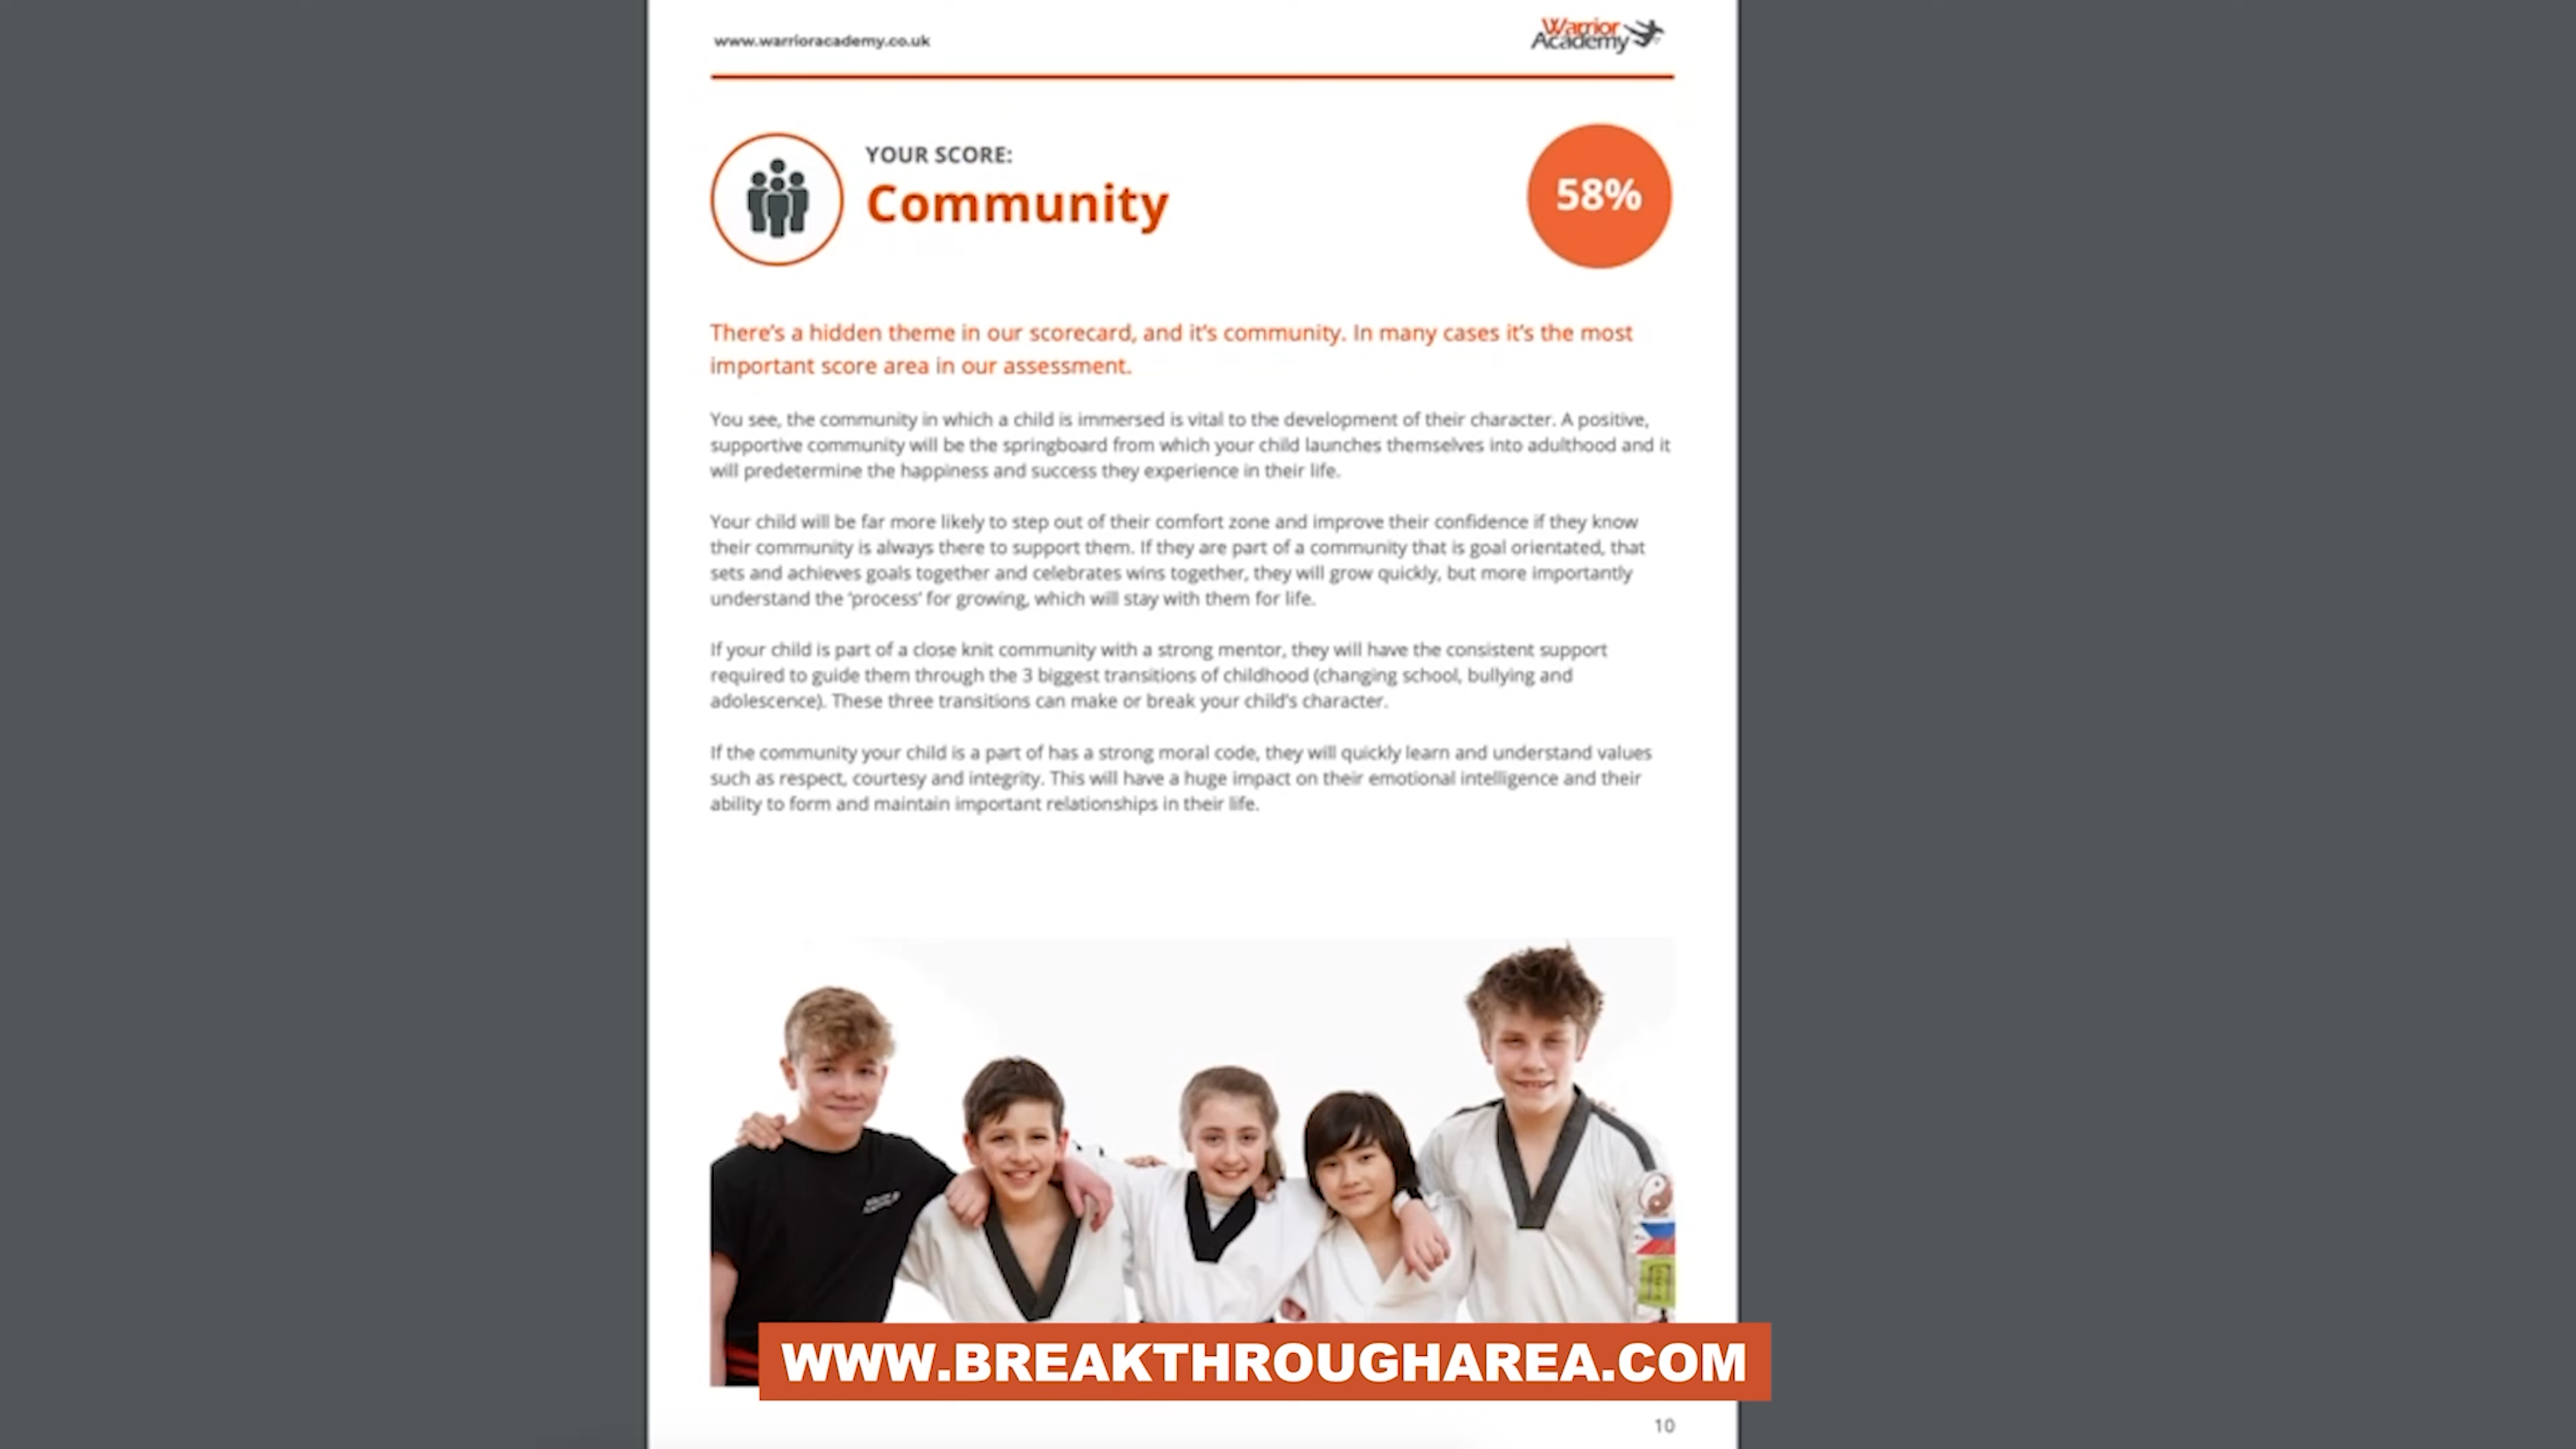 www.warrioracademy.co.uk
Warrior
Academy
YOUR SCORE:
Community
58%
There's a hidden theme in our scorecard, and it's community. In many cases it's the most
important score area in our assessment.
You see, the community in which a child is immersed is vital to the development of their character. A positive,
supportive community will be the springboard from which your child launches themselves into adulthood and it
will predetermine the happiness and success they experience in their life.
Your child will be far more likely to step out of their comfort zone and improve their confidence if they know
their community is always there to support them. If they are part of a community that is goal orientated, that
sets and achieves goals together and celebrates wins together, they will grow quickly, but more importantly
understand the 'process' for growing, which will stay with them for life.
If your child is part of a close knit community with a strong mentor, they will have the consistent support
required to guide them through the 3 biggest transitions of childhood (changing school, bullying and
adolescence). These three transitions can make or break your child's character.
If the community your child is a part of has a strong moral code, they will quickly learn and understand values
such as respect, courtesy and integrity. This will have a huge impact on their emotional intelligence and their
ability to form and maintain important relationships in their life.
WWW.BREAKTHROUGHAREA.COM
10